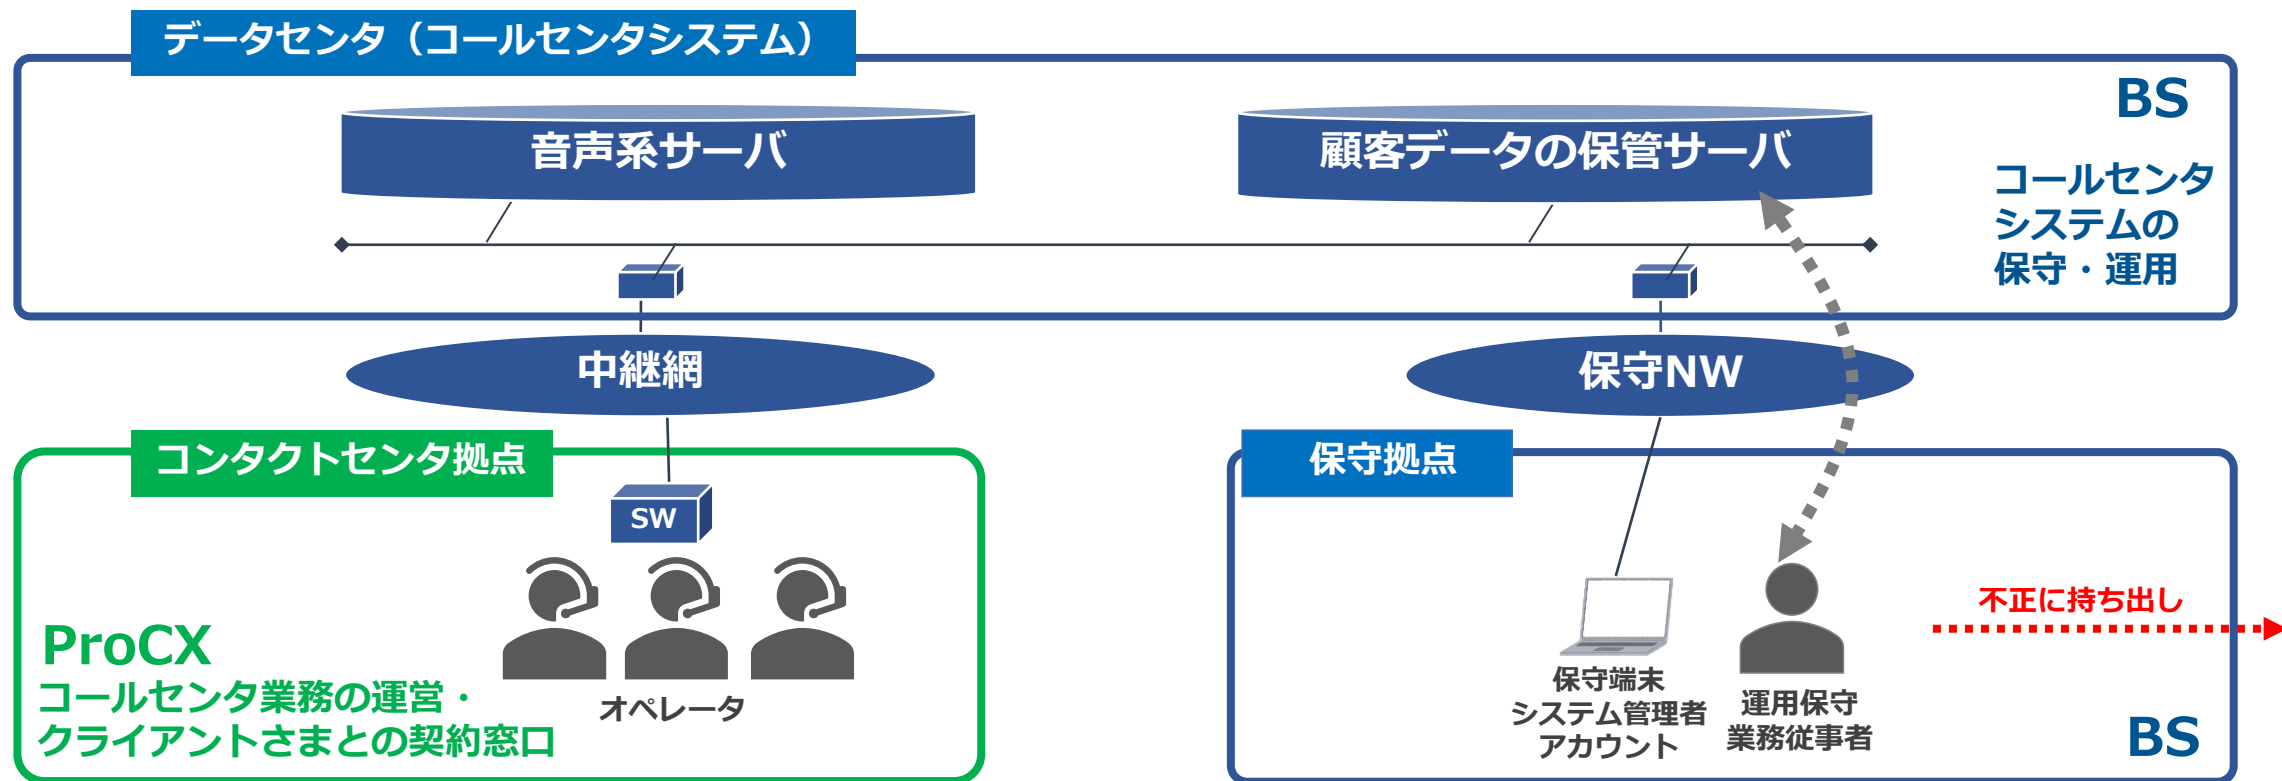 データセンタ（コールセンタシステム）
BS
音声系サーバ
顧客データの保管サーバ
コールセンタ
システムの
保守・運用
中継網
保守NW
コンタクトセンタ拠点
保守拠点
SW
不正に持ち出し
ProCX
コールセンタ業務の運営・
クライアントさまとの契約窓口
オペレータ
保守端末
システム管理者
アカウント
運用保守
業務従事者
BS